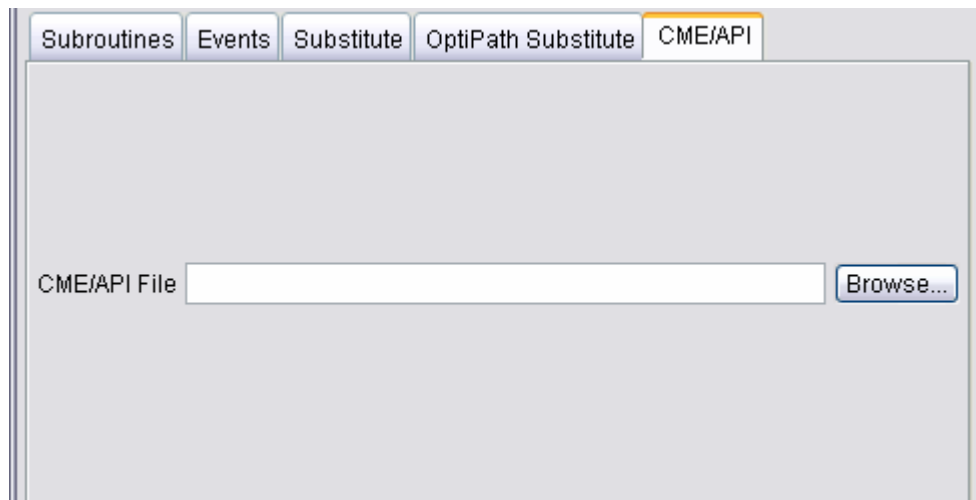 Subroutines Events Substitute OptiPath Substitute CME/API
CME/API File Browse...